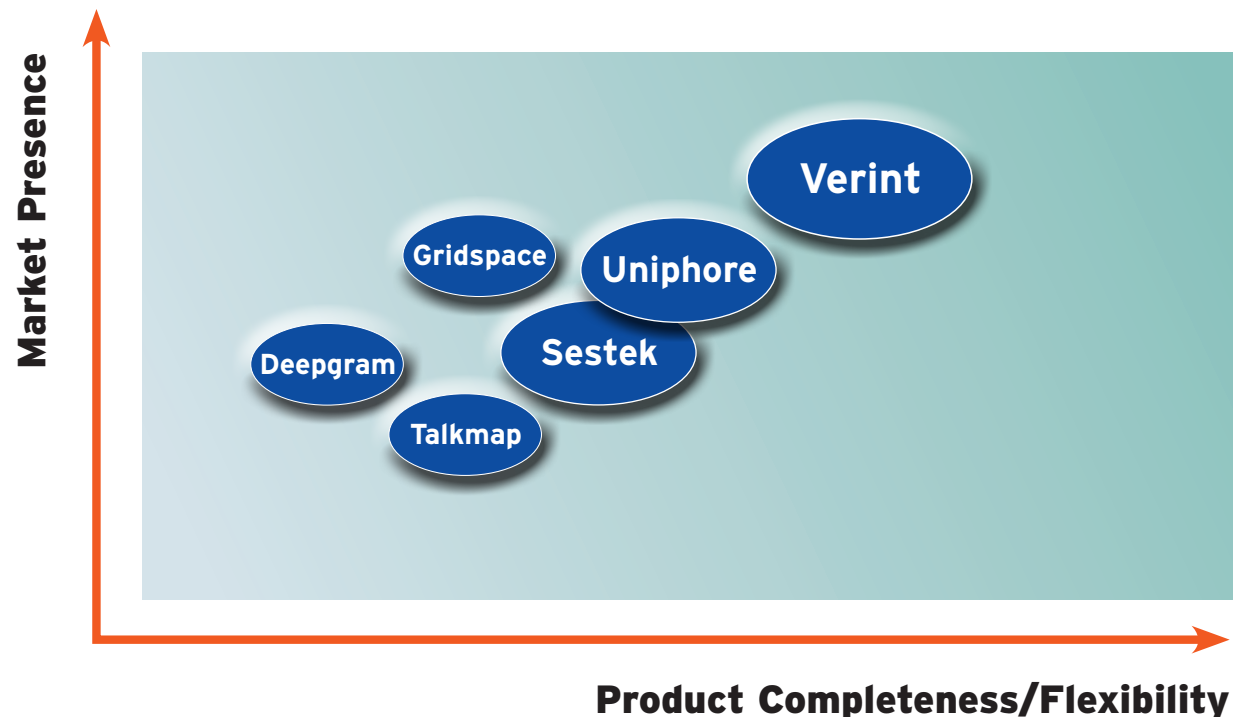 Market Presence
Verint
Gridspace
Uniphore
Sestek
Deepgram
Talkmap
Product Completeness/Flexibility